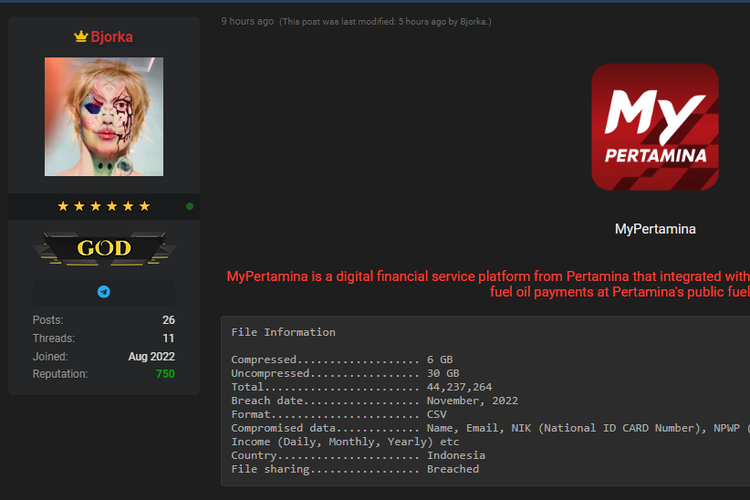 Bjorka
9 hours ago (This post was last modified: 5 hours ago by Bjorka.)
My
PERTAMINA
MyPertamina
GOD
MyPertamina is a digital financial service platform from Pertamina that integrated with
fuel oil payments at Pertamina's public fuel
Posts: 26
Threads: 11
Joined: Aug 2022
Reputation: 750
File Information
Compressed................... 6 GB
Uncompressed................. 30 GB
Total........................ 44,237,264
Breach date.................. November, 2022
Format....................... CSV
Compromised data............. Name, Email, NIK (National ID CARD Number), NPWP (
Income (Daily, Monthly, Yearly) etc
Country...................... Indonesia
File sharing................. Breached